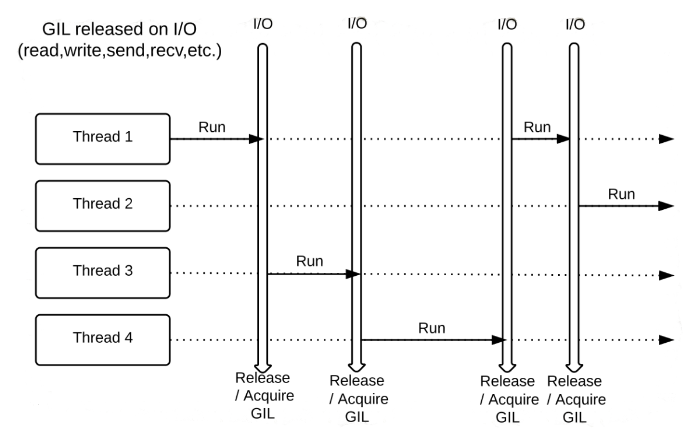 GIL released on I/O
(read,write,send,recv,etc.)
I/O
I/O
I/O
I/O
Thread 1
Run
Run
Thread 2
Run
Thread 3
Run
Thread 4
Run
Release
/ Acquire
GIL
Release
/ Acquire
GIL
Release
/ Acquire
GIL
Release
/ Acquire
GIL